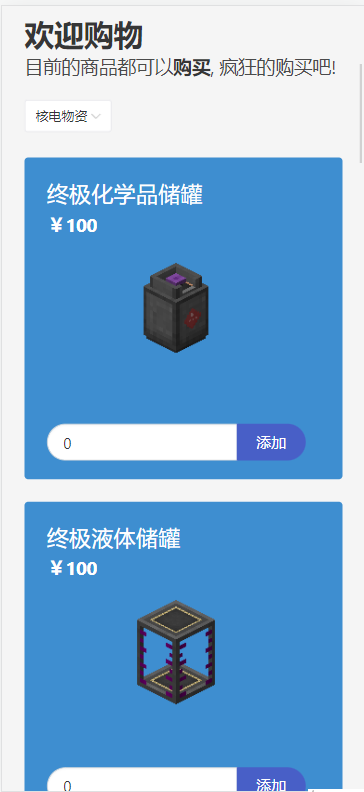 欢迎购物
目前的商品都可以购买, 疯狂的购买吧!
核电物资
终极化学品储罐
￥100
0
添加
终极液体储罐
￥100
0
添加